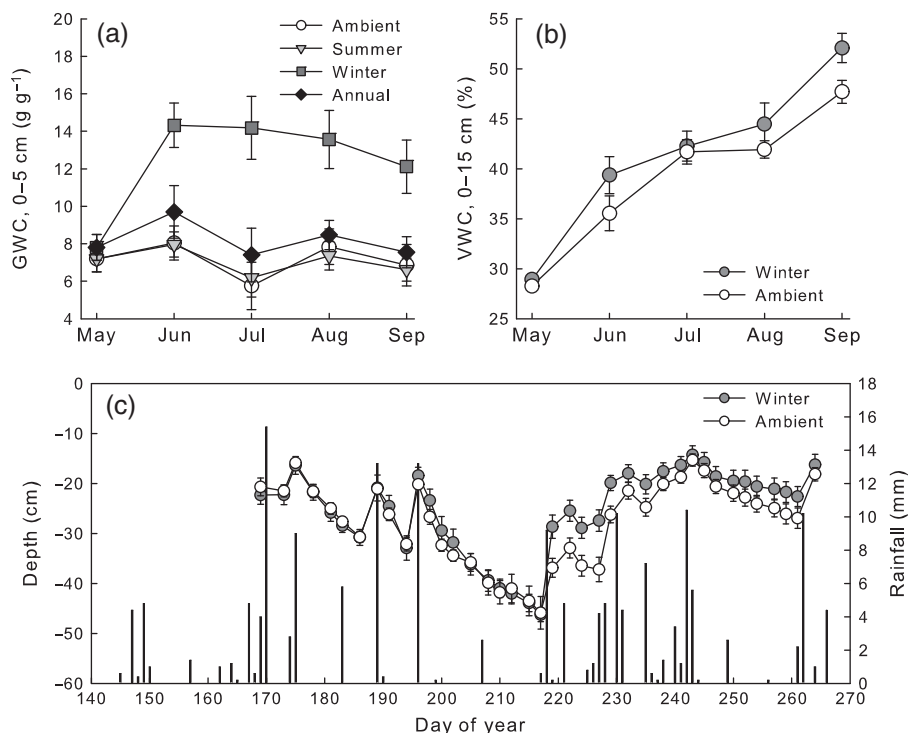 (a)
GWC, 0–5 cm (g g⁻¹)
20
18
16
14
12
10
8
6
4
May Jun Jul Aug Sep
Ambient
Summer
Winter
Annual
(b)
VWC, 0–15 cm (%)
55
50
45
40
35
30
25
May Jun Jul Aug Sep
Winter
Ambient
(c)
Depth (cm)
0
−10
−20
−30
−40
−50
−60
Winter
Ambient
18
16
14
12
10
8
6
4
2
0
Rainfall (mm)
140 150 160 170 180 190 200 210 220 230 240 250 260 270
Day of year